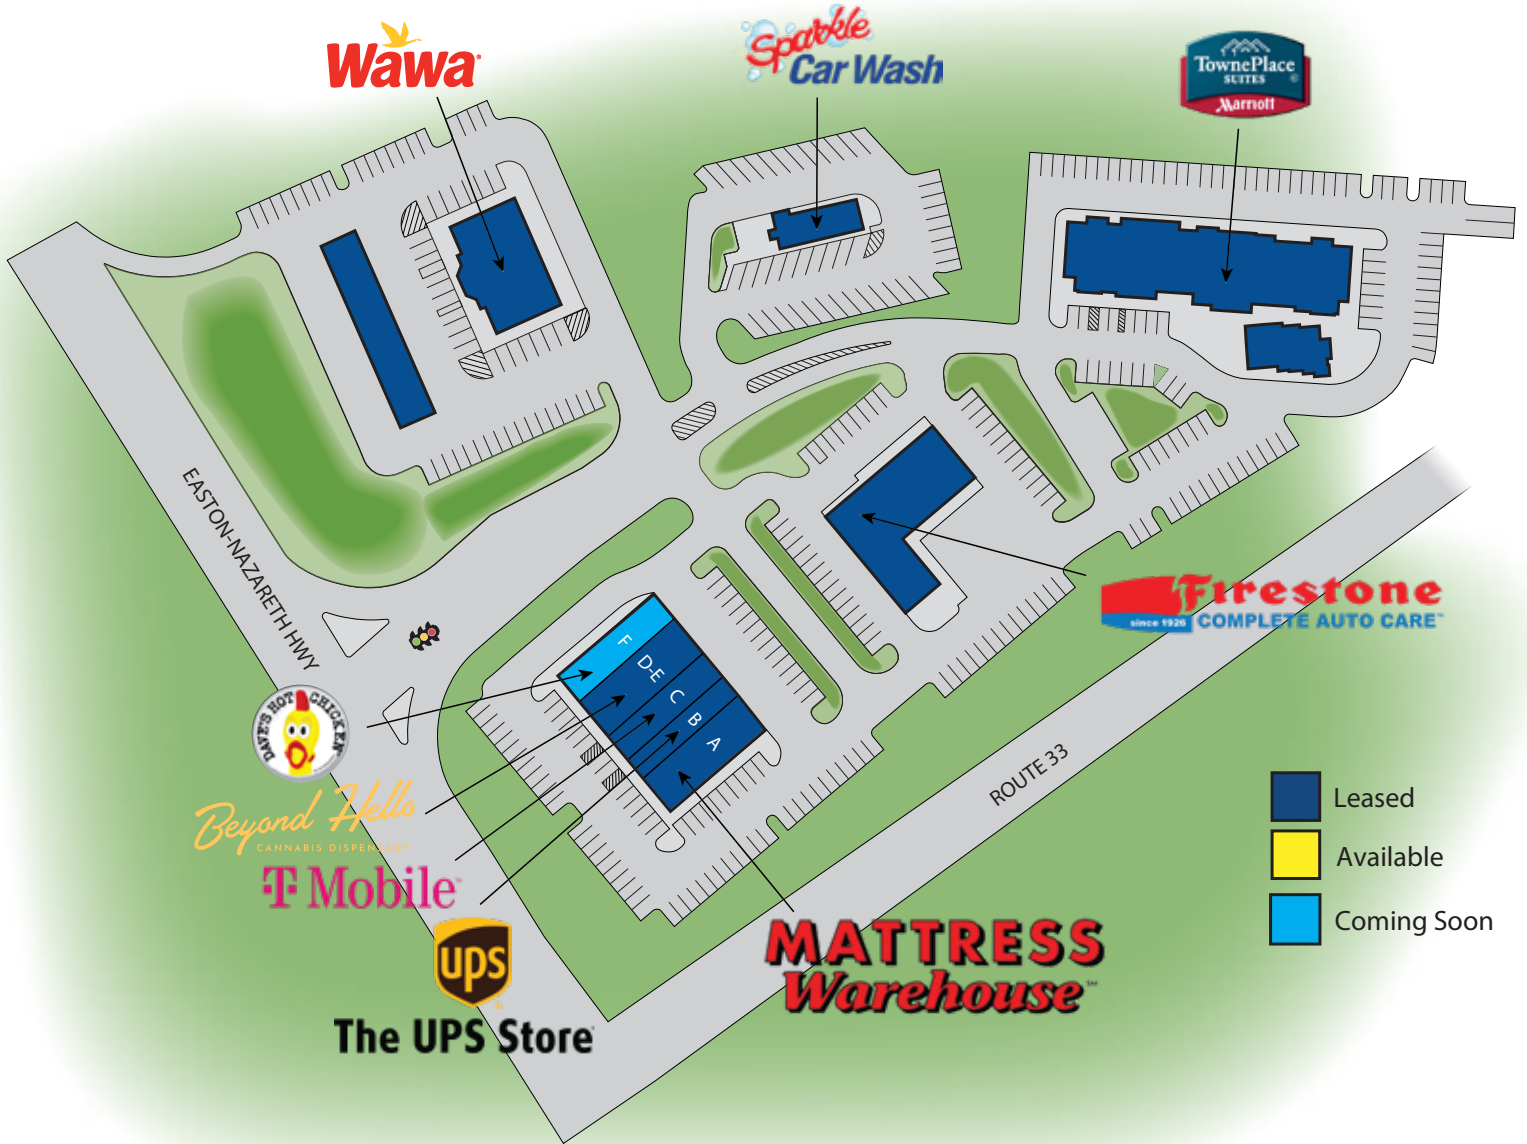 Wawa
Sparkle
Car Wash
TownePlace
SUITES
Marriott
EASTON-NAZARETH HWY
Firestone
since 1926 COMPLETE AUTO CARE
F
D-E
C
B
A
DAVE'S HOT CHICKEN
Beyond Hello
CANNABIS DISPENSARY
T Mobile
ups
The UPS Store
MATTRESS
Warehouse
ROUTE 33
Leased
Available
Coming Soon